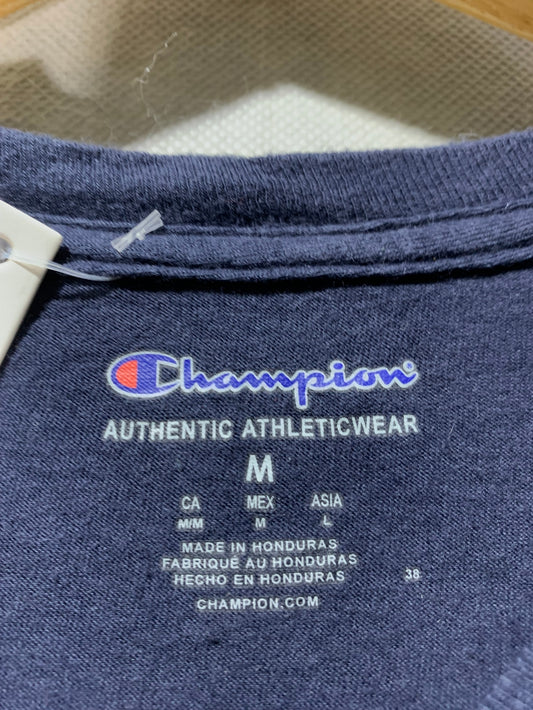 Champion
AUTHENTIC ATHLETICWEAR
M
CA MEX ASIA
M/M M L
MADE IN HONDURAS
FABRIQUÉ AU HONDURAS
HECHO EN HONDURAS
38
CHAMPION.COM